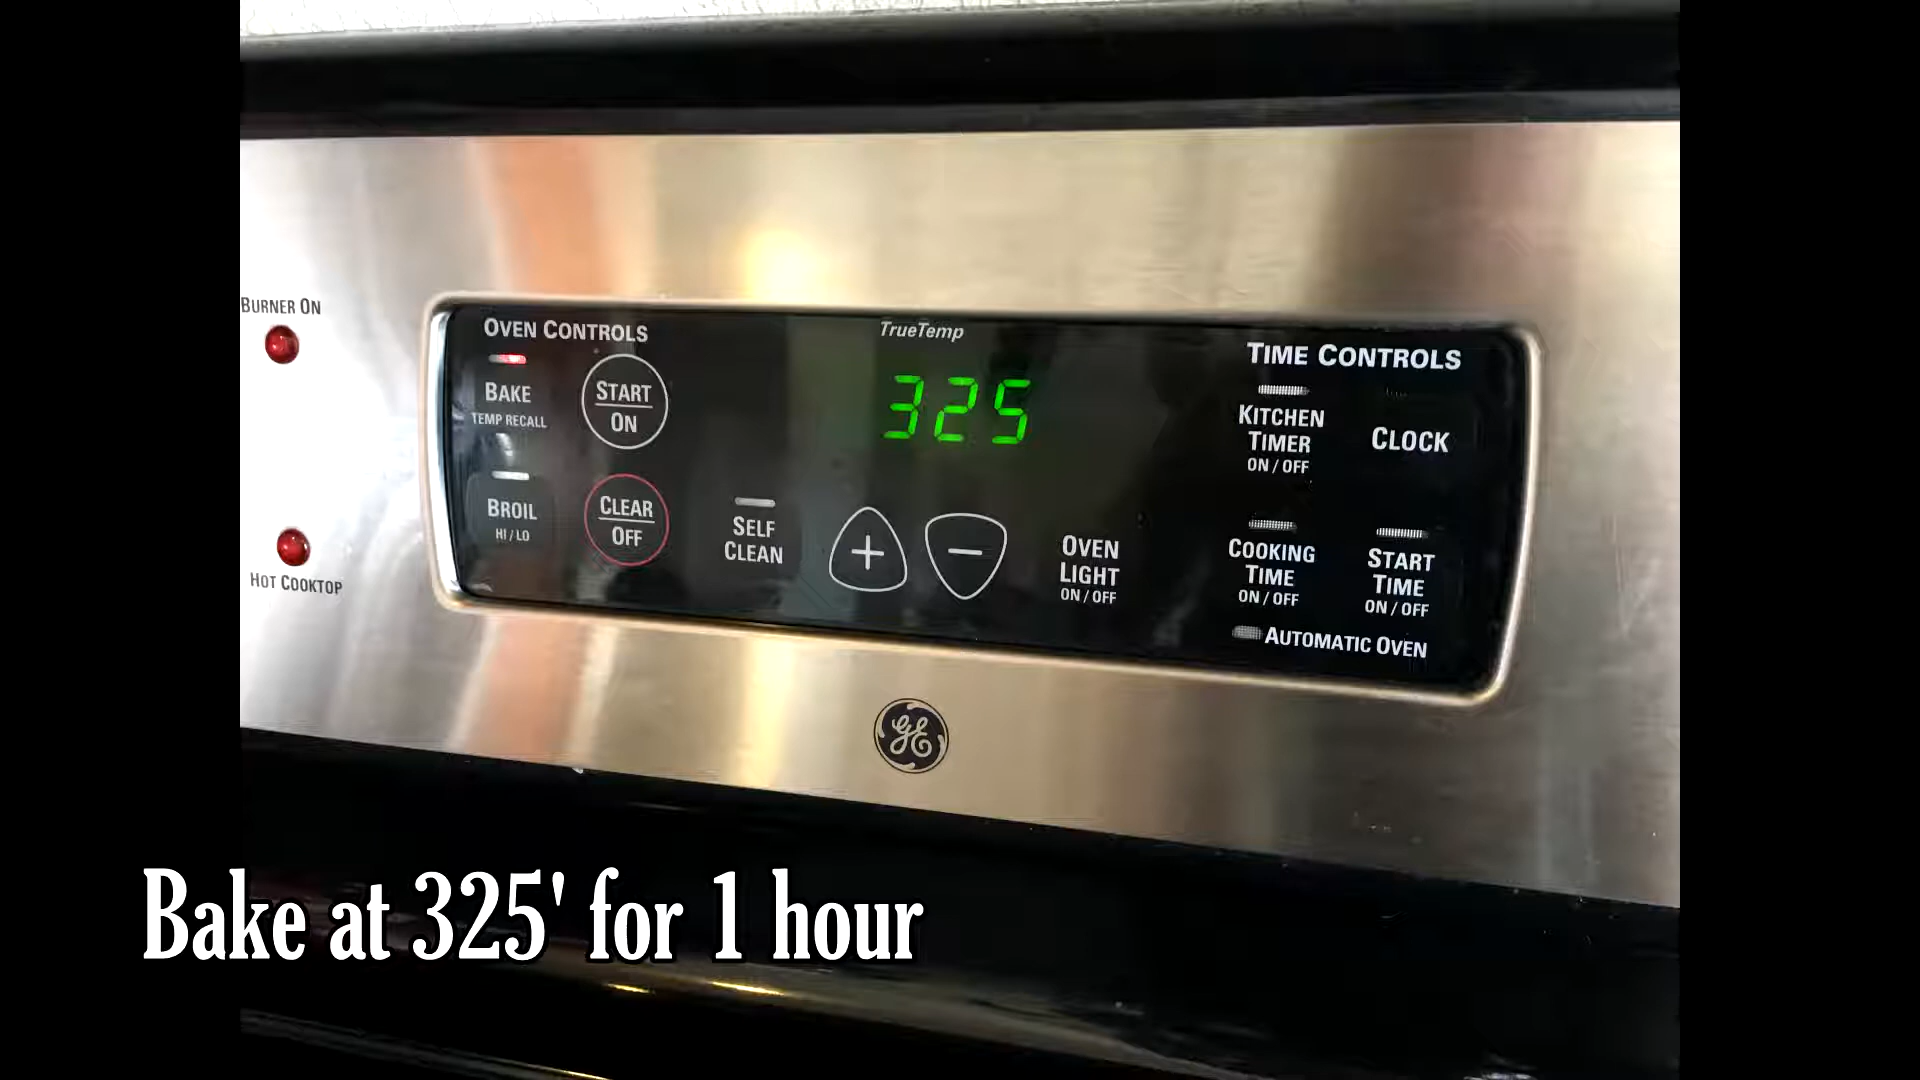 BURNER ON
HOT COOKTOP
OVEN CONTROLS
BAKE
TEMP RECALL
START
ON
BROIL
HI / LO
CLEAR
OFF
SELF
CLEAN
TrueTemp
325
+
−
OVEN
LIGHT
ON / OFF
TIME CONTROLS
KITCHEN
TIMER
ON / OFF
CLOCK
COOKING
TIME
ON / OFF
START
TIME
ON / OFF
AUTOMATIC OVEN
GE
Bake at 325' for 1 hour